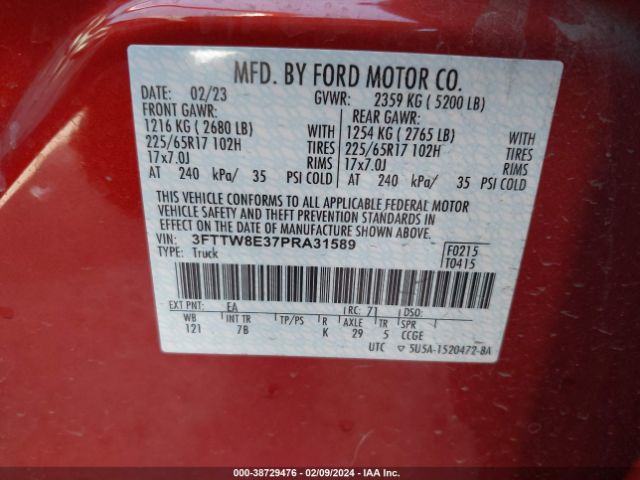 MFD. BY FORD MOTOR CO.
DATE: 02/23 GVWR: 2359 KG ( 5200 LB)
FRONT GAWR: REAR GAWR:
1216 KG ( 2680 LB) WITH 1254 KG ( 2765 LB) WITH
225/65R17 102H TIRES 225/65R17 102H TIRES
17x7.0J RIMS 17x7.0J RIMS
AT 240 kPa/ 35 PSI COLD AT 240 kPa/ 35 PSI COLD
THIS VEHICLE CONFORMS TO ALL APPLICABLE FEDERAL MOTOR
VEHICLE SAFETY AND THEFT PREVENTION STANDARDS IN
EFFECT ON THE DATE OF MANUFACTURE SHOWN ABOVE.
VIN: 3FTTW8E37PRA31589 F0215
TYPE: Truck T0415
EXT PNT: EA RC: 71 DSO:
WB INT TR TP/PS R AXLE TR SPR
121 7B K 29 5 CCGE
UTC ▽ 5U5A-1520472-BA
000-38729476 - 02/09/2024 - IAA Inc.